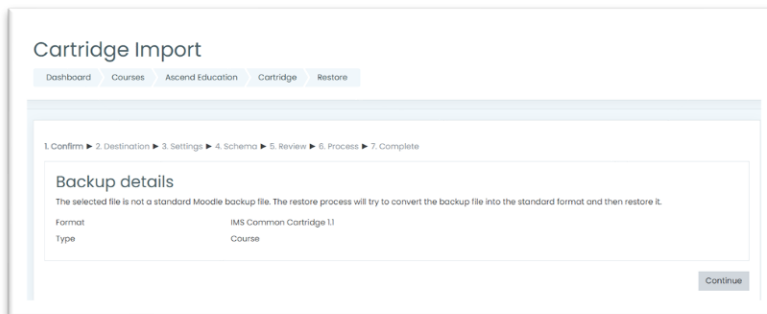 Cartridge Import
Dashboard Courses Ascend Education Cartridge Restore
1. Confirm ► 2. Destination ► 3. Settings ► 4. Schema ► 5. Review ► 6. Process ► 7. Complete
Backup details
The selected file is not a standard Moodle backup file. The restore process will try to convert the backup file into the standard format and then restore it.
Format IMS Common Cartridge 1.1
Type Course
Continue